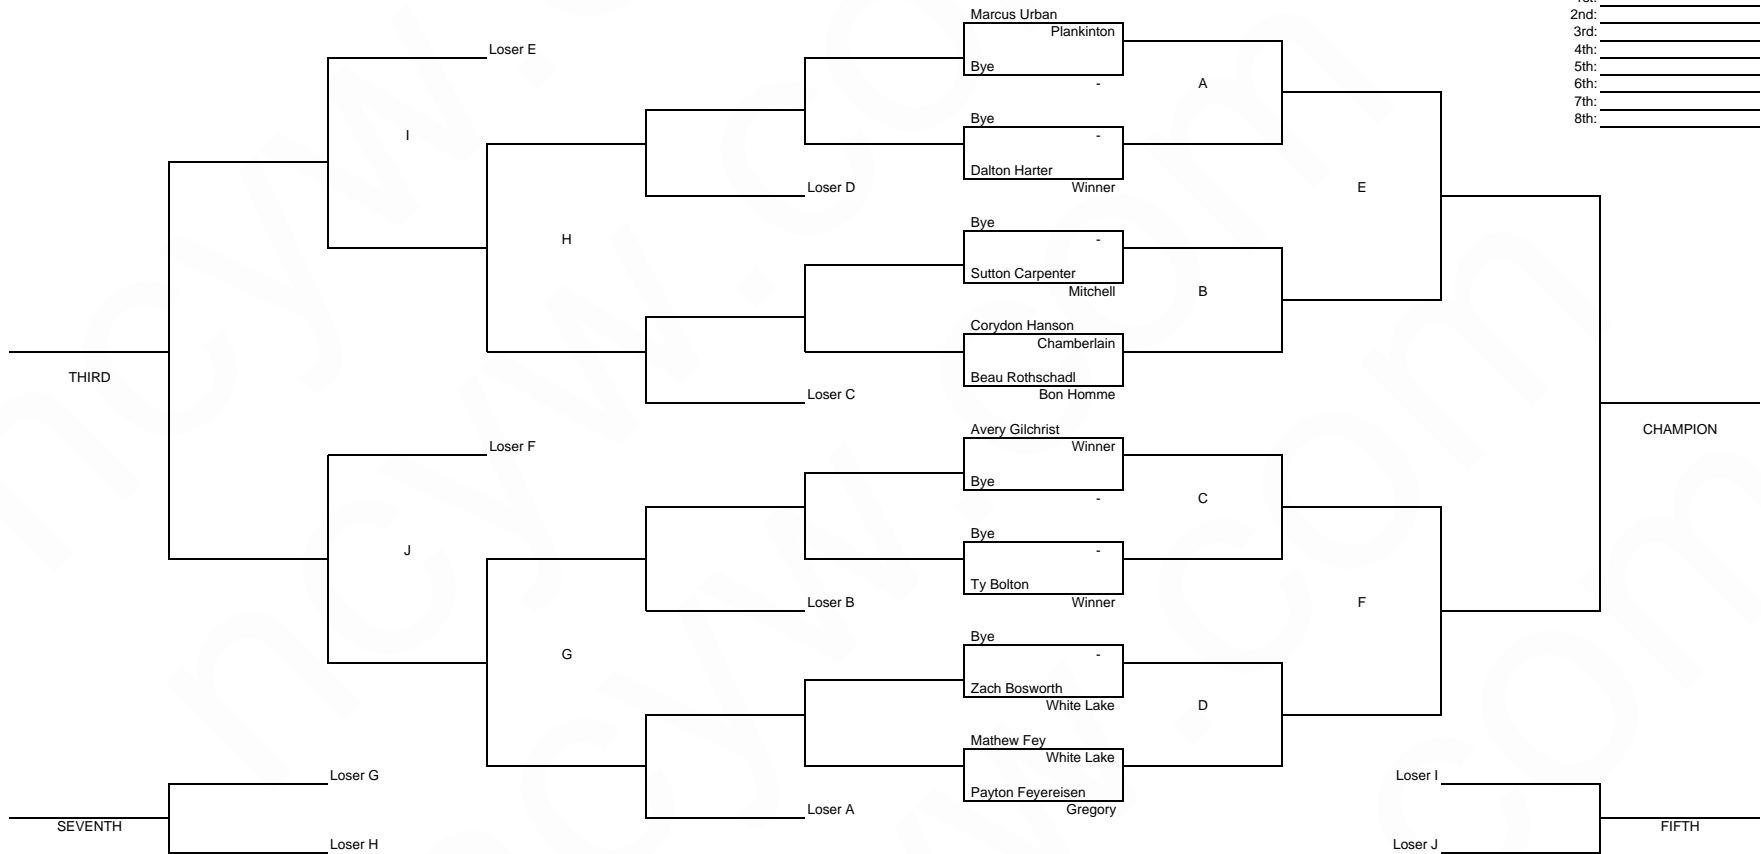 1st:
2nd:
3rd:
4th:
5th:
6th:
7th:
8th:
Marcus Urban
Plankinton
Bye
-
A
Bye
-
Dalton Harter
Winner
E
Bye
-
Sutton Carpenter
Mitchell
B
Corydon Hanson
Chamberlain
Beau Rothschadl
Bon Homme
Avery Gilchrist
Winner
Bye
-
C
Bye
-
Ty Bolton
Winner
F
Bye
-
Zach Bosworth
White Lake
D
Mathew Fey
White Lake
Payton Feyereisen
Gregory
CHAMPION
Loser E
I
Loser D
H
Loser C
THIRD
Loser F
J
Loser B
G
Loser A
Loser G
SEVENTH
Loser H
Loser I
FIFTH
Loser J